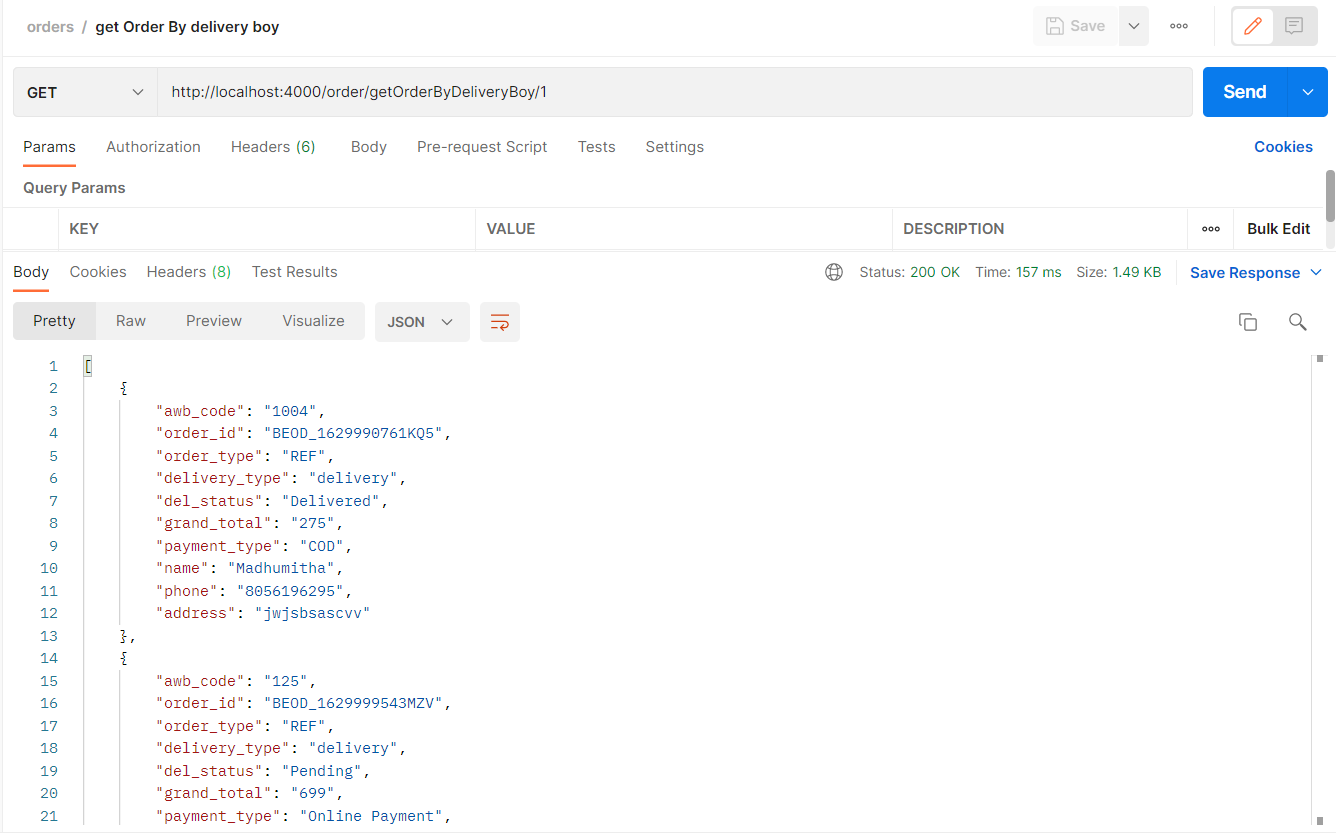 orders / get Order By delivery boy
Save
GET
http://localhost:4000/order/getOrderByDeliveryBoy/1
Send
Params Authorization Headers (6) Body Pre-request Script Tests Settings Cookies
Query Params
KEY VALUE DESCRIPTION Bulk Edit
Body Cookies Headers (8) Test Results Status: 200 OK Time: 157 ms Size: 1.49 KB Save Response
Pretty Raw Preview Visualize JSON
1 [
2 {
3 "awb_code": "1004",
4 "order_id": "BEOD_1629990761KQ5",
5 "order_type": "REF",
6 "delivery_type": "delivery",
7 "del_status": "Delivered",
8 "grand_total": "275",
9 "payment_type": "COD",
10 "name": "Madhumitha",
11 "phone": "8056196295",
12 "address": "jwjsbsascvv"
13 },
14 {
15 "awb_code": "125",
16 "order_id": "BEOD_1629999543MZV",
17 "order_type": "REF",
18 "delivery_type": "delivery",
19 "del_status": "Pending",
20 "grand_total": "699",
21 "payment_type": "Online Payment",